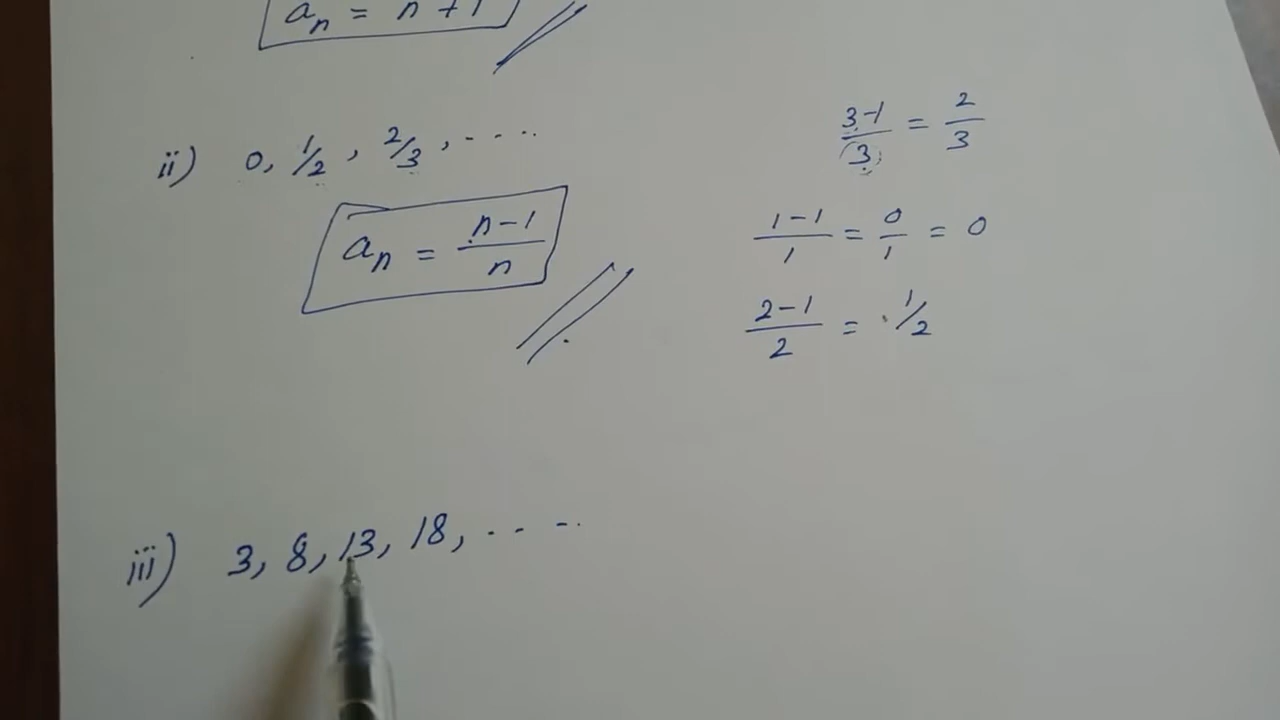 aₙ = n + 1
ii) 0, 1/2, 2/3, - - - ..
aₙ = n-1/n
3-1/(3) = 2/3
1-1/1 = 0/1 = 0
2-1/2 = 1/2
iii) 3, 8, 13, 18, - - - ..